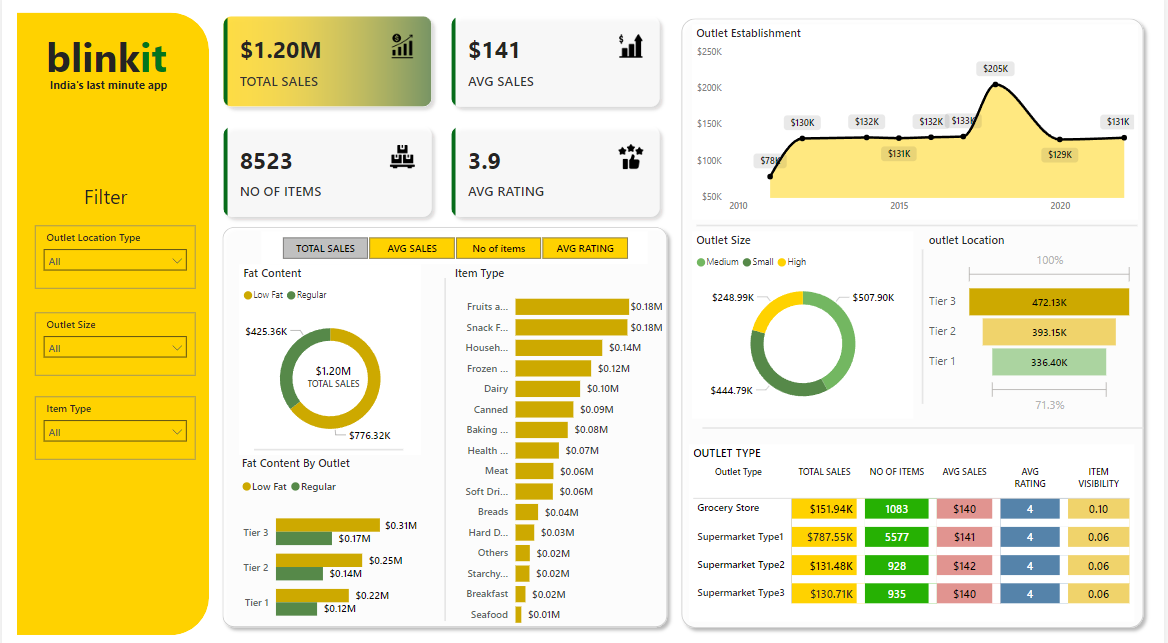 blinkit
India's last minute app
Filter
Outlet Location Type
All
Outlet Size
All
Item Type
All
$1.20M
TOTAL SALES
$141
AVG SALES
8523
NO OF ITEMS
3.9
AVG RATING
TOTAL SALES AVG SALES No of items AVG RATING
Fat Content
Low Fat Regular
$425.36K
$1.20M
TOTAL SALES
$776.32K
Fat Content By Outlet
Low Fat Regular
Tier 3 $0.31M
$0.17M
Tier 2 $0.25M
$0.14M
Tier 1 $0.22M
$0.12M
Item Type
Fruits a... $0.18M
Snack F... $0.18M
Househ... $0.14M
Frozen ... $0.12M
Dairy $0.10M
Canned $0.09M
Baking ... $0.08M
Health ... $0.07M
Meat $0.06M
Soft Dri... $0.06M
Breads $0.04M
Hard D... $0.03M
Others $0.02M
Starchy... $0.02M
Breakfast $0.02M
Seafood $0.01M
Outlet Establishment
$250K
$200K
$150K
$100K
$50K
$78K
$130K
$132K
$131K
$132K
$133K
$205K
$129K
$131K
2010 2015 2020
Outlet Size
Medium Small High
$248.99K
$507.90K
$444.79K
outlet Location
100%
Tier 3 472.13K
Tier 2 393.15K
Tier 1 336.40K
71.3%
OUTLET TYPE
Outlet Type TOTAL SALES NO OF ITEMS AVG SALES AVG RATING ITEM VISIBILITY
Grocery Store $151.94K 1083 $140 4 0.10
Supermarket Type1 $787.55K 5577 $141 4 0.06
Supermarket Type2 $131.48K 928 $142 4 0.06
Supermarket Type3 $130.71K 935 $140 4 0.06